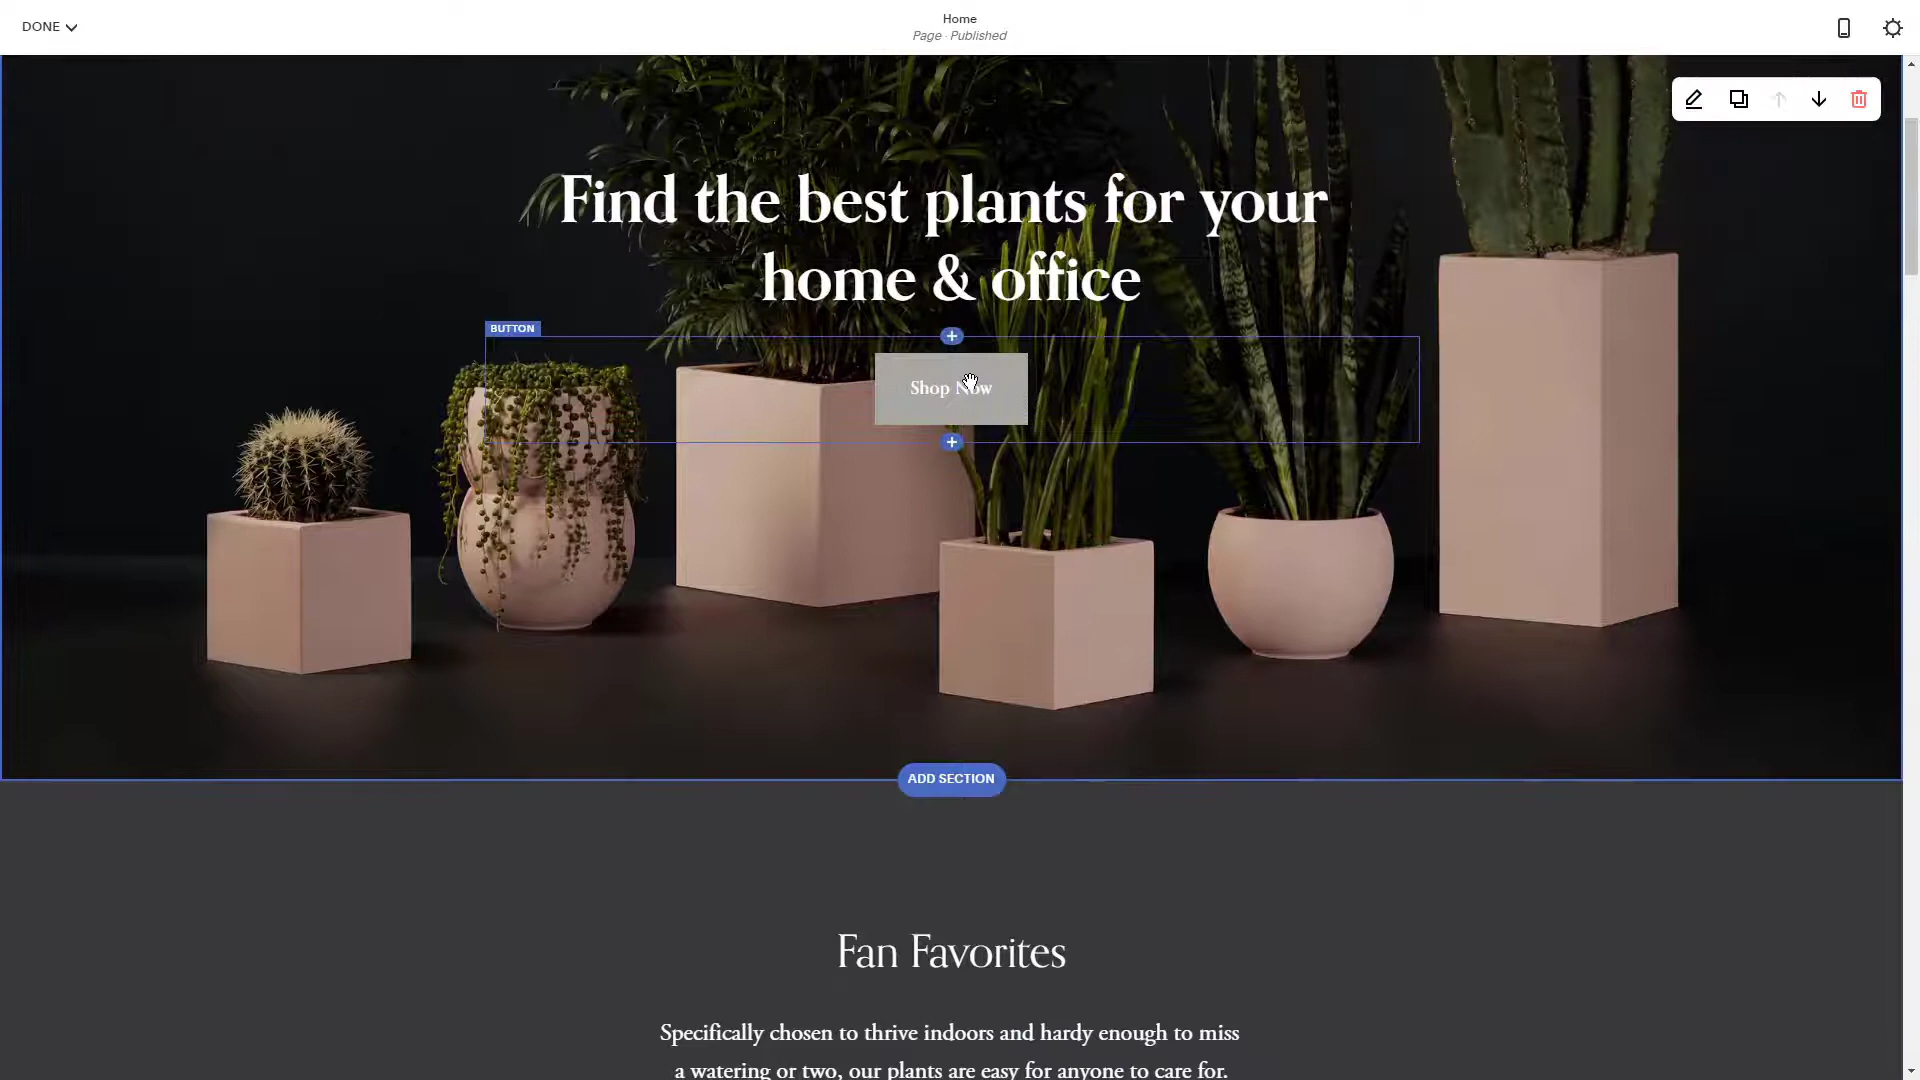 DONE
Home
Page · Published
Find the best plants for your
home & office
BUTTON
Shop Now
ADD SECTION
Fan Favorites
Specifically chosen to thrive indoors and hardy enough to miss
a watering or two, our plants are easy for anyone to care for.